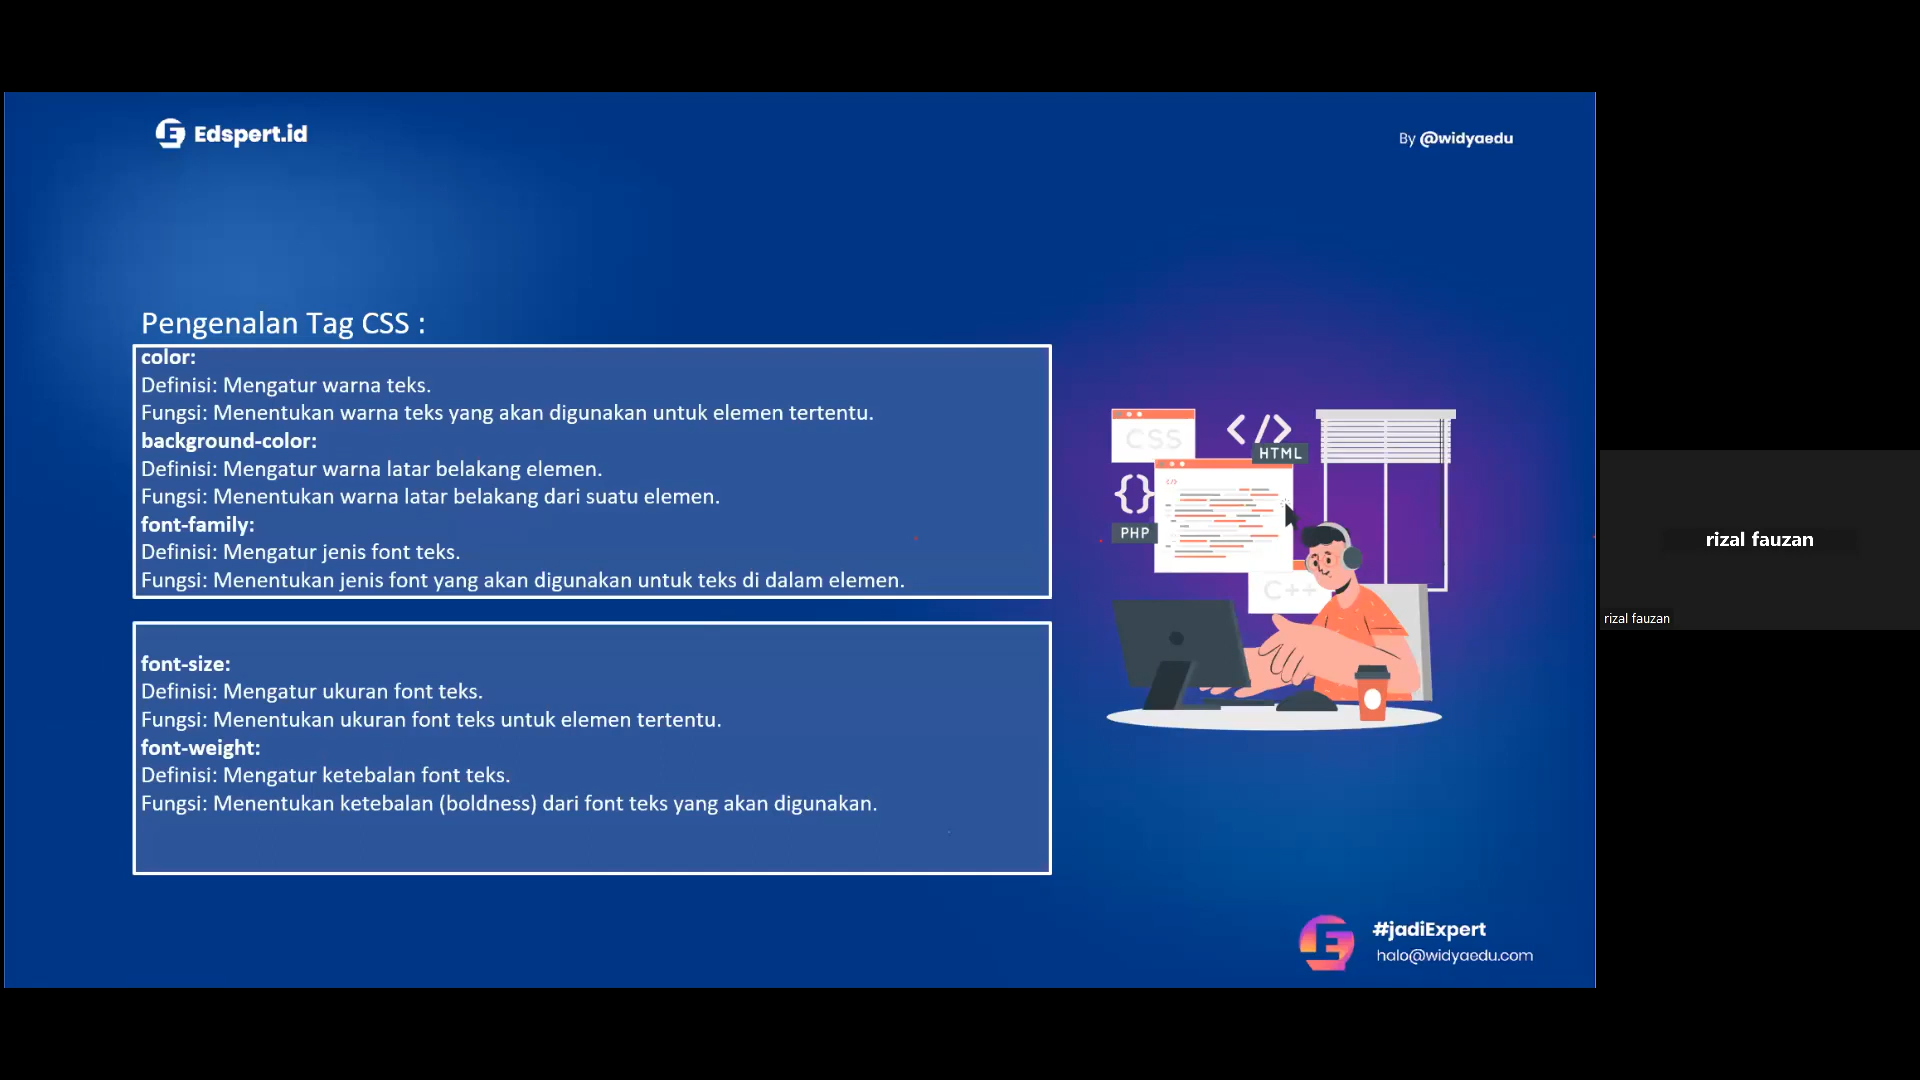 Edspert.id
By @widyaedu
Pengenalan Tag CSS :
color:
Definisi: Mengatur warna teks.
Fungsi: Menentukan warna teks yang akan digunakan untuk elemen tertentu.
background-color:
Definisi: Mengatur warna latar belakang elemen.
Fungsi: Menentukan warna latar belakang dari suatu elemen.
font-family:
Definisi: Mengatur jenis font teks.
Fungsi: Menentukan jenis font yang akan digunakan untuk teks di dalam elemen.
font-size:
Definisi: Mengatur ukuran font teks.
Fungsi: Menentukan ukuran font teks untuk elemen tertentu.
font-weight:
Definisi: Mengatur ketebalan font teks.
Fungsi: Menentukan ketebalan (boldness) dari font teks yang akan digunakan.
CSS
</>
HTML
</>
{}
PHP
C++
#jadiExpert
halo@widyaedu.com
rizal fauzan
rizal fauzan